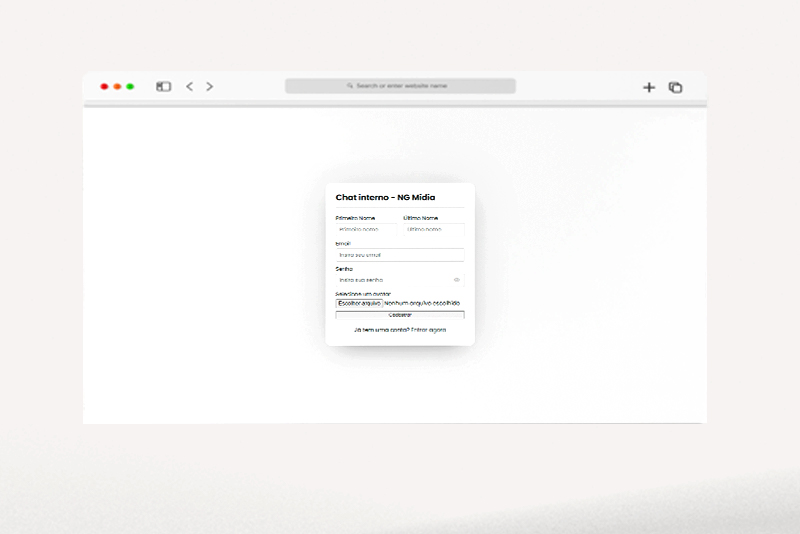 Search or enter website name
Chat interno - NG Mídia
Primeiro Nome Último Nome
Primeiro nome Último nome
Email
Insira seu email
Senha
Insira sua senha
Selecione um avatar
Escolher arquivo Nenhum arquivo escolhido
Cadastrar
Já tem uma conta? Entrar agora